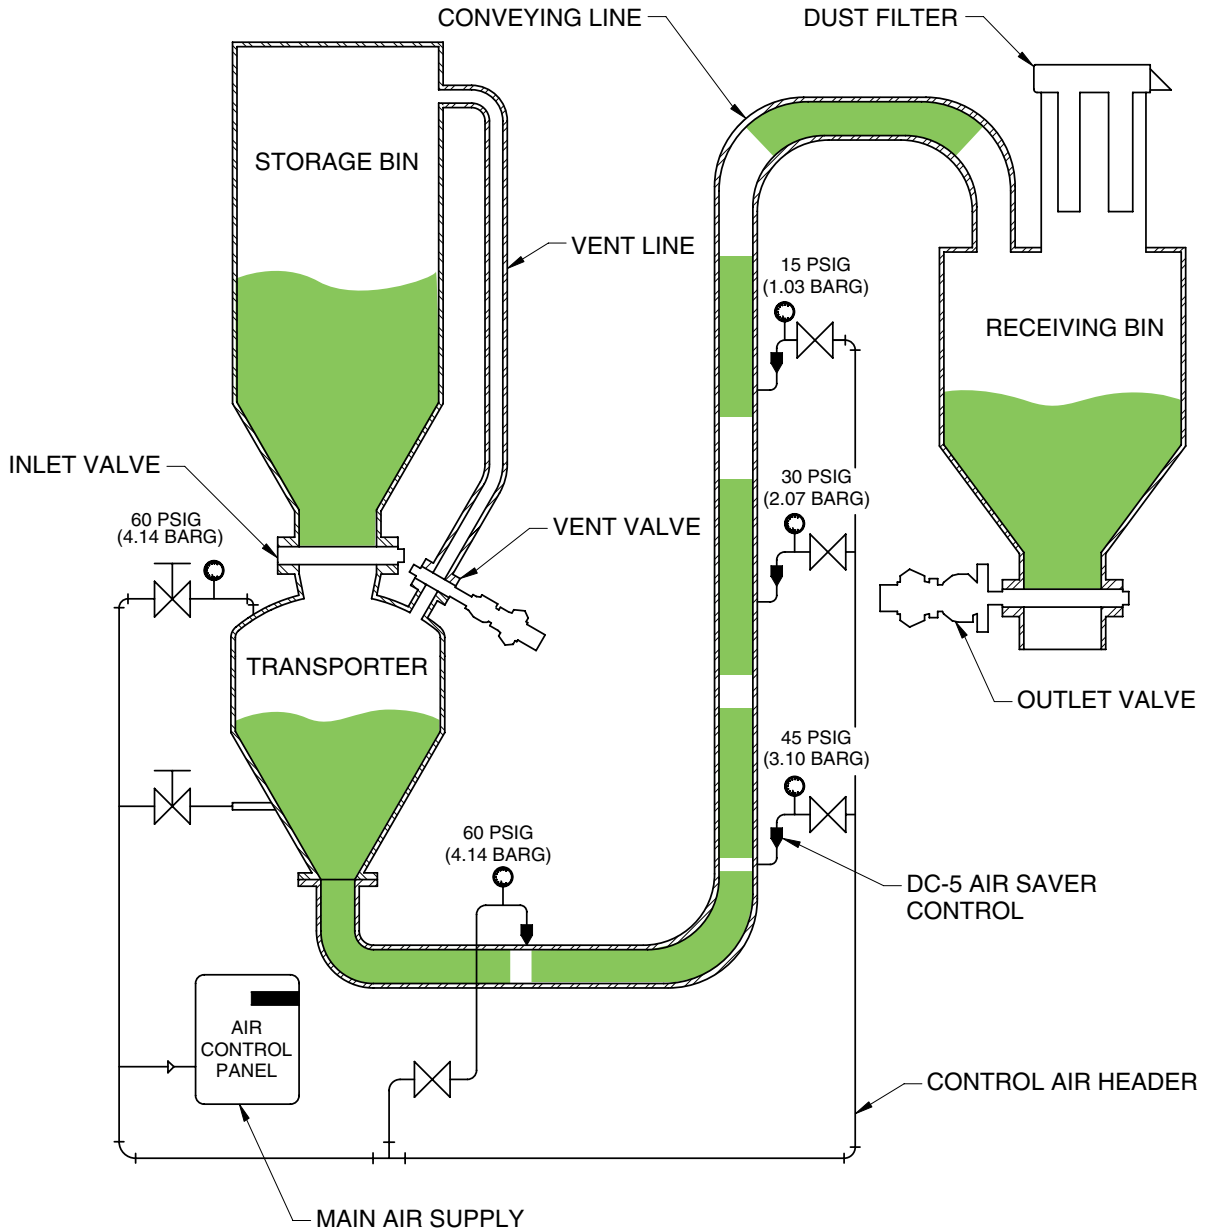 CONVEYING LINE
DUST FILTER
STORAGE BIN
VENT LINE
15 PSIG
(1.03 BARG)
RECEIVING BIN
INLET VALVE
60 PSIG
(4.14 BARG)
VENT VALVE
30 PSIG
(2.07 BARG)
TRANSPORTER
OUTLET VALVE
45 PSIG
(3.10 BARG)
60 PSIG
(4.14 BARG)
DC-5 AIR SAVER
CONTROL
AIR
CONTROL
PANEL
CONTROL AIR HEADER
MAIN AIR SUPPLY